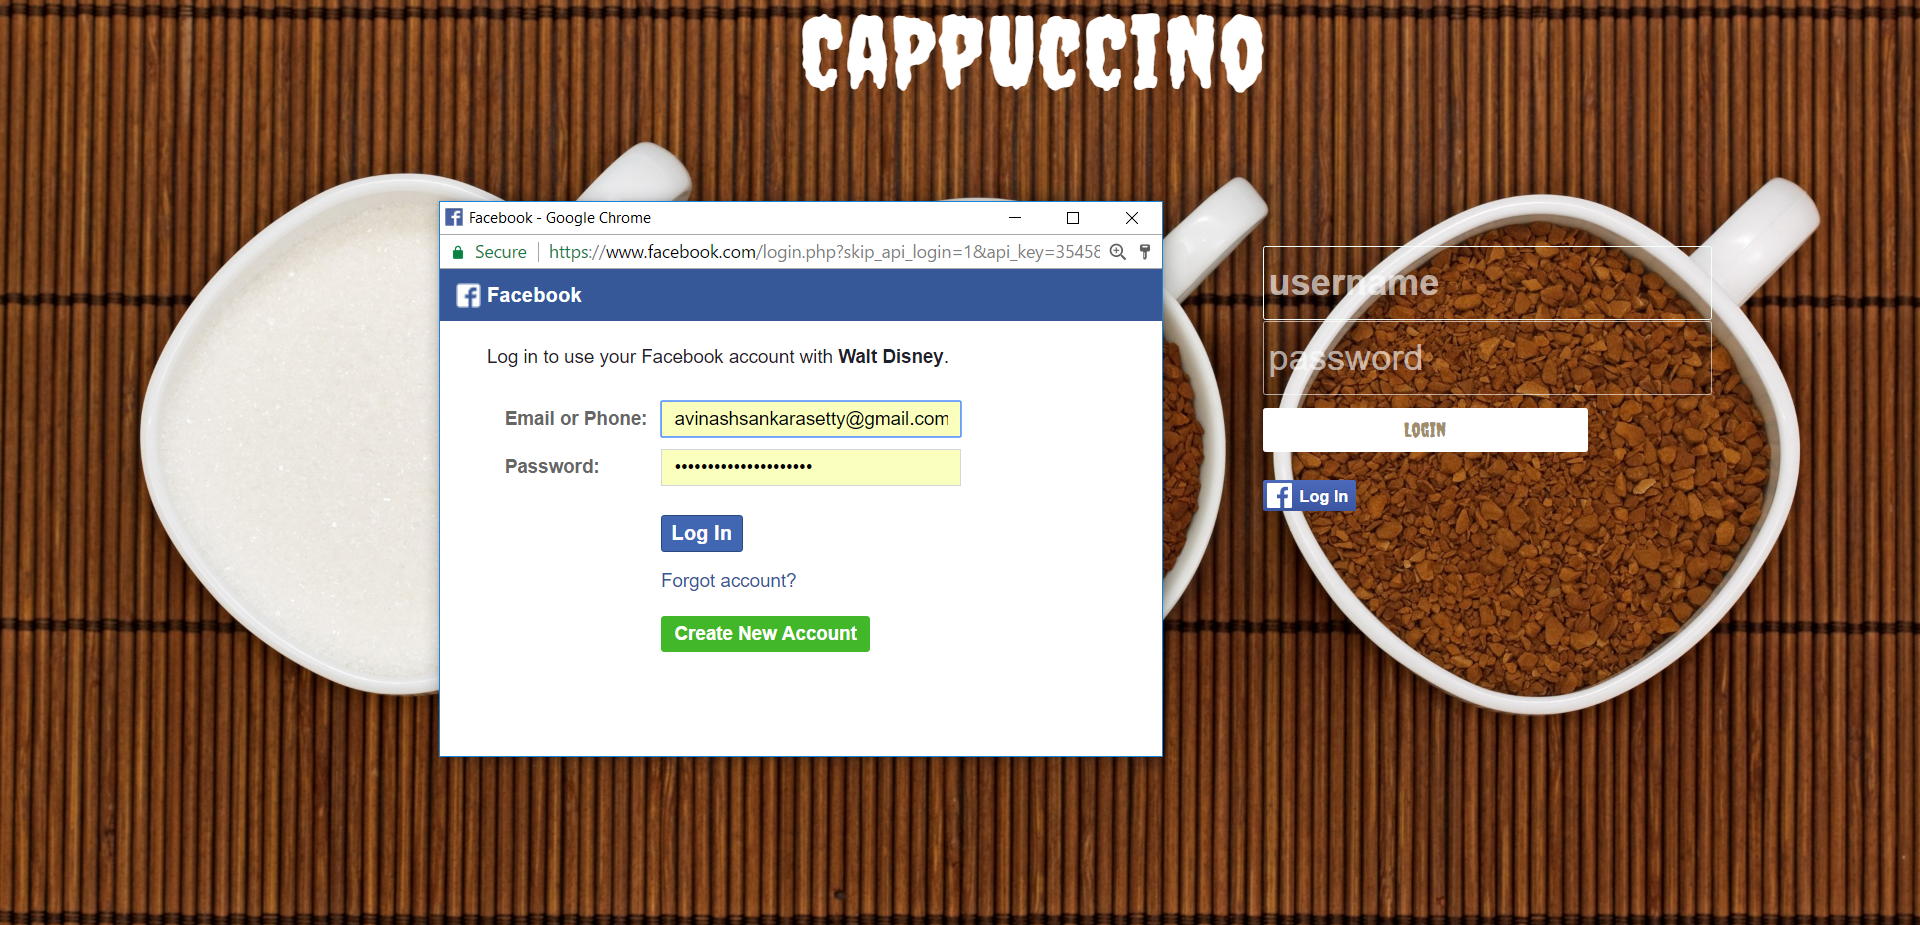 CAPPUCCINO
Facebook - Google Chrome
Secure https://www.facebook.com/login.php?skip_api_login=1&api_key=35458
Facebook
Log in to use your Facebook account with Walt Disney.
Email or Phone: avinashsankarasetty@gmail.com
Password: •••••••••••••••••••••
Log In
Forgot account?
Create New Account
username
password
LOGIN
Log In